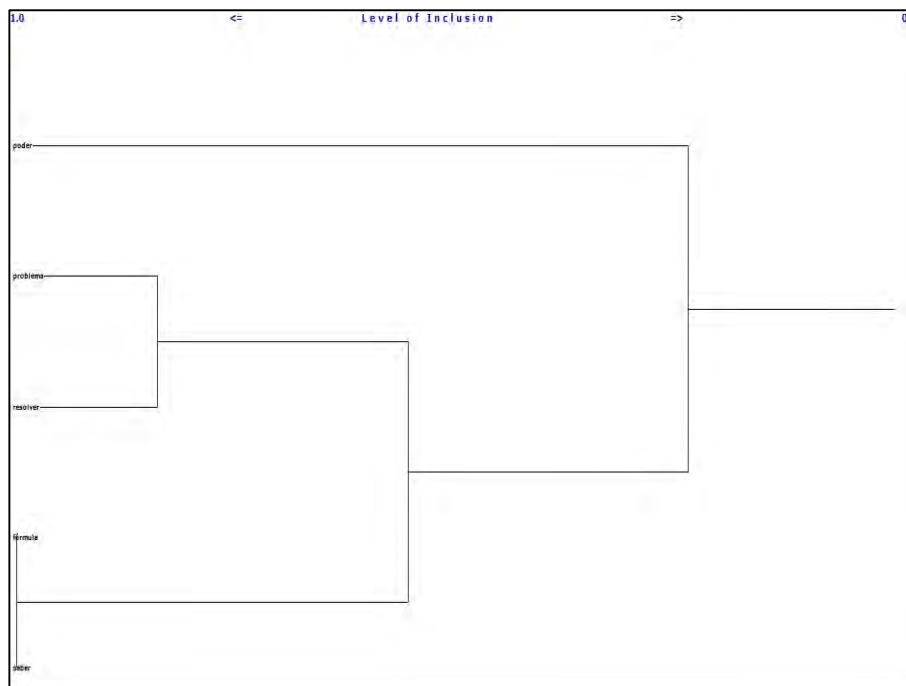 1.0 <= Level of Inclusion => 0
poder
problema
resolver
fórmula
saber